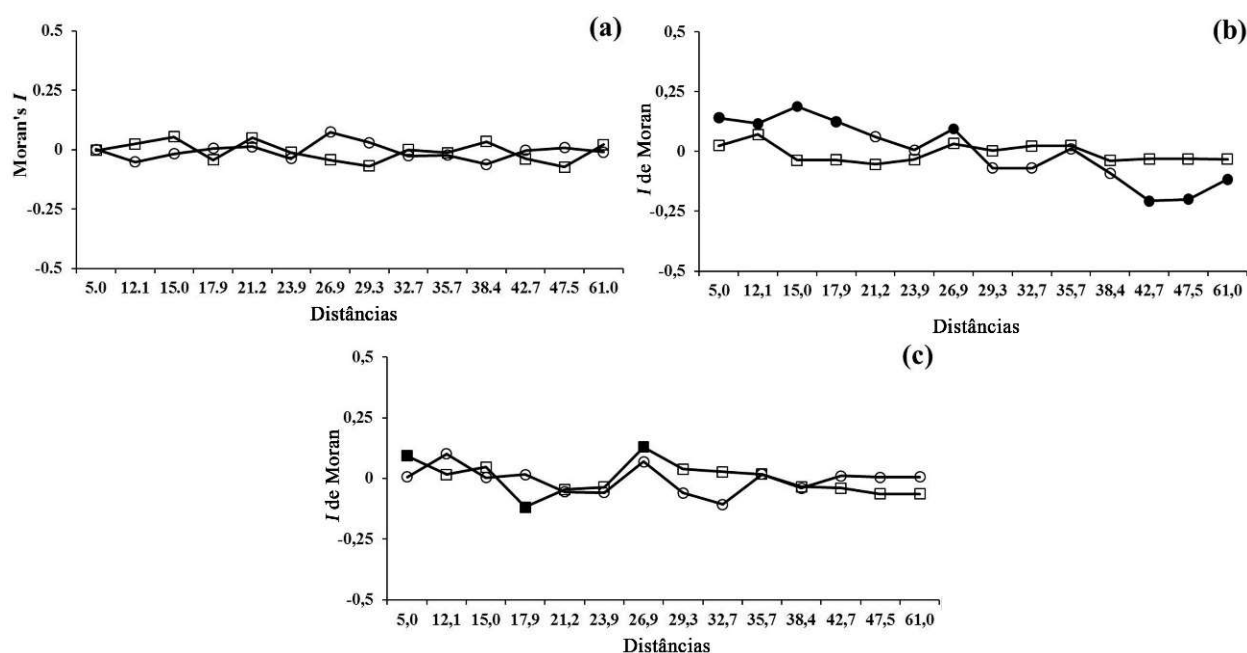 (a)
0,5
0,25
0
-0,25
-0,5
Moran's I
5.0 12.1 15.0 17.9 21.2 23.9 26,9 29.3 32.7 35.7 38.4 42.7 47.5 61.0
Distâncias
(b)
0,5
0,25
0
-0,25
-0,5
I de Moran
5,0 12,1 15,0 17,9 21,2 23,9 26,9 29,3 32,7 35,7 38,4 42,7 47,5 61,0
Distâncias
(c)
0,5
0,25
0
-0,25
-0,5
I de Moran
5,0 12,1 15,0 17,9 21,2 23,9 26,9 29,3 32,7 35,7 38,4 42,7 47,5 61,0
Distâncias